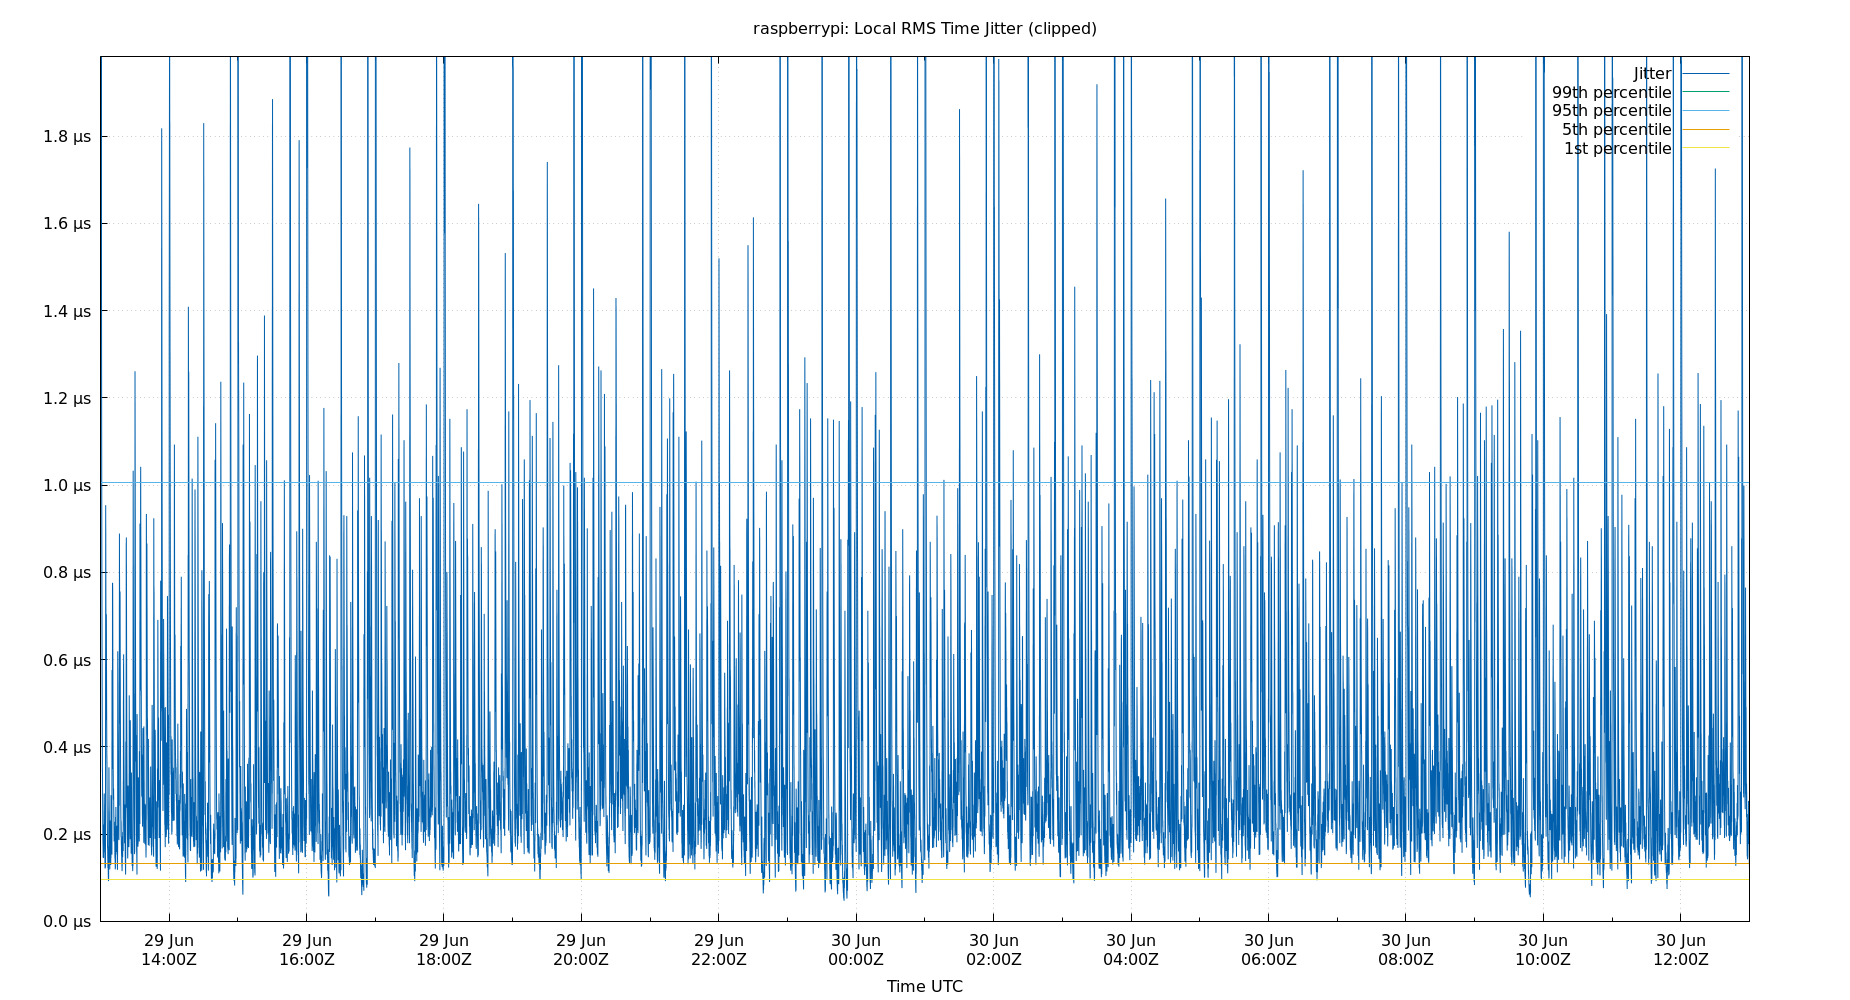 raspberrypi: Local RMS Time Jitter (clipped)
Jitter
99th percentile
95th percentile
5th percentile
1st percentile
1.8 μs
1.6 μs
1.4 μs
1.2 μs
1.0 μs
0.8 μs
0.6 μs
0.4 μs
0.2 μs
0.0 μs
29 Jun 29 Jun 29 Jun 29 Jun 29 Jun 30 Jun 30 Jun 30 Jun 30 Jun 30 Jun 30 Jun 30 Jun
14:00Z 16:00Z 18:00Z 20:00Z 22:00Z 00:00Z 02:00Z 04:00Z 06:00Z 08:00Z 10:00Z 12:00Z
Time UTC